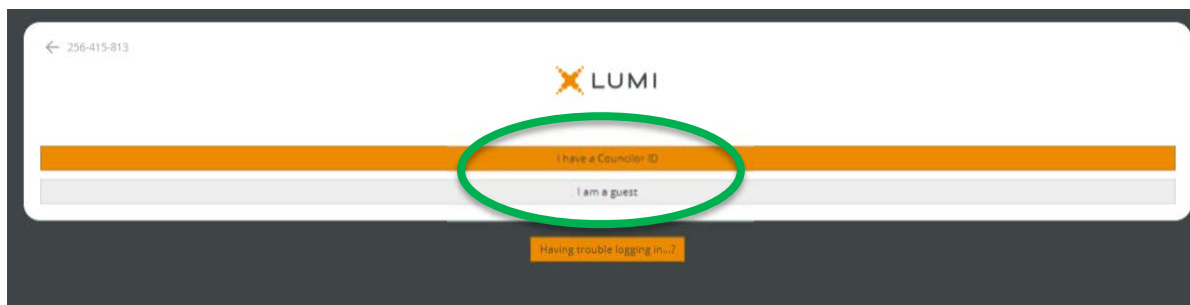 256-415-813
LUMI
I have a Councilor ID
I am a guest
Having trouble logging in...?